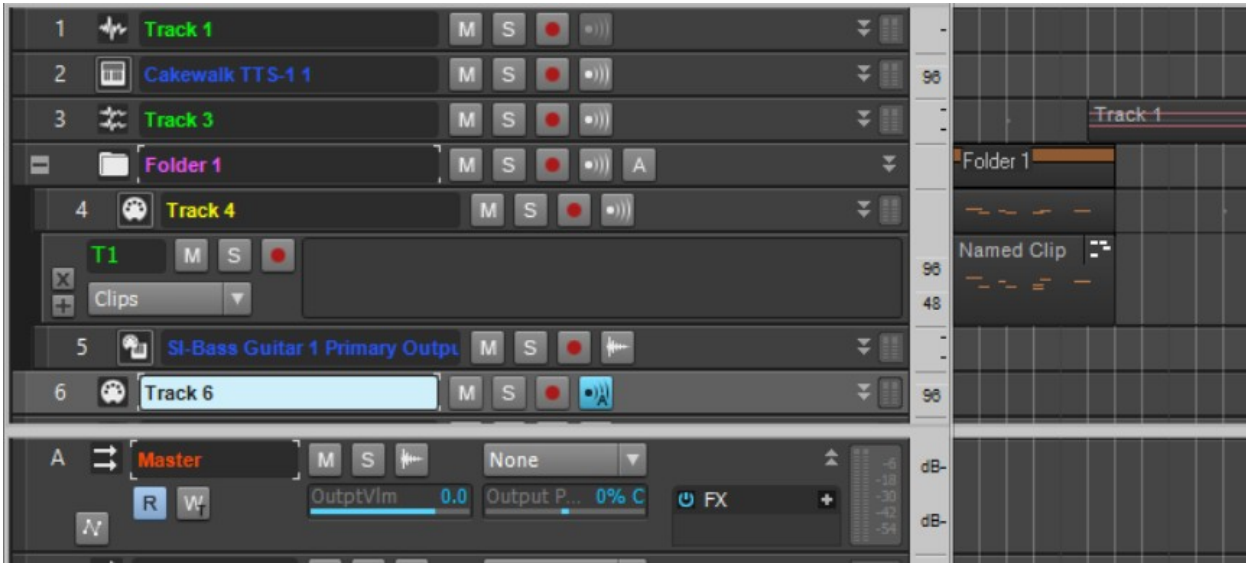 1 Track 1 M S -
2 Cakewalk TTS-1 1 M S 96
3 Track 3 M S - - Track 1
Folder 1 M S A Folder 1
4 Track 4 M S
T1 M S Named Clip
X 96
+ Clips 48
5 SI-Bass Guitar 1 Primary Outpu M S - -
6 Track 6 M S A 96
A Master M S None -6 dB-
-18
OutptVlm 0.0 Output P... 0% C FX + -30
R W -42
-54 dB-